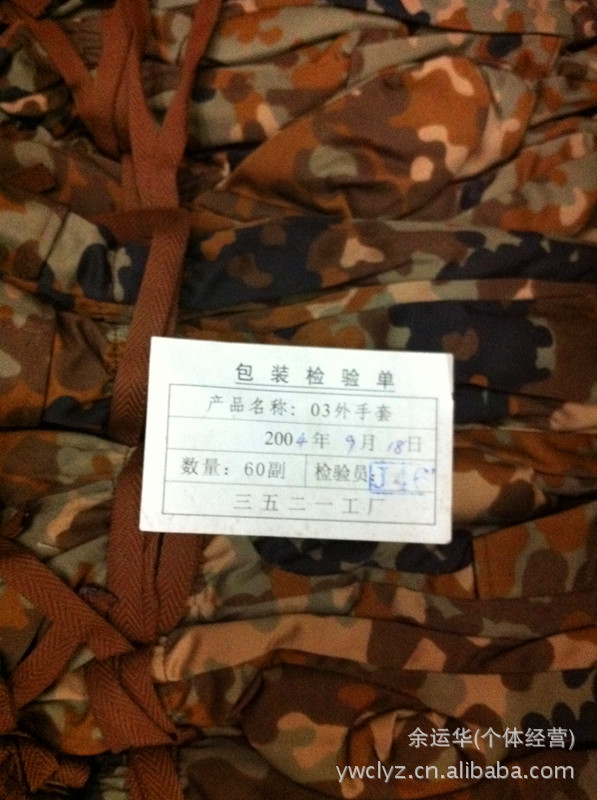 包装检验单
产品名称：03外手套
2004年 9月 18日
数量：60副 检验员：J46
三五二一工厂
余运华(个体经营)
ywclyz.cn.alibaba.com